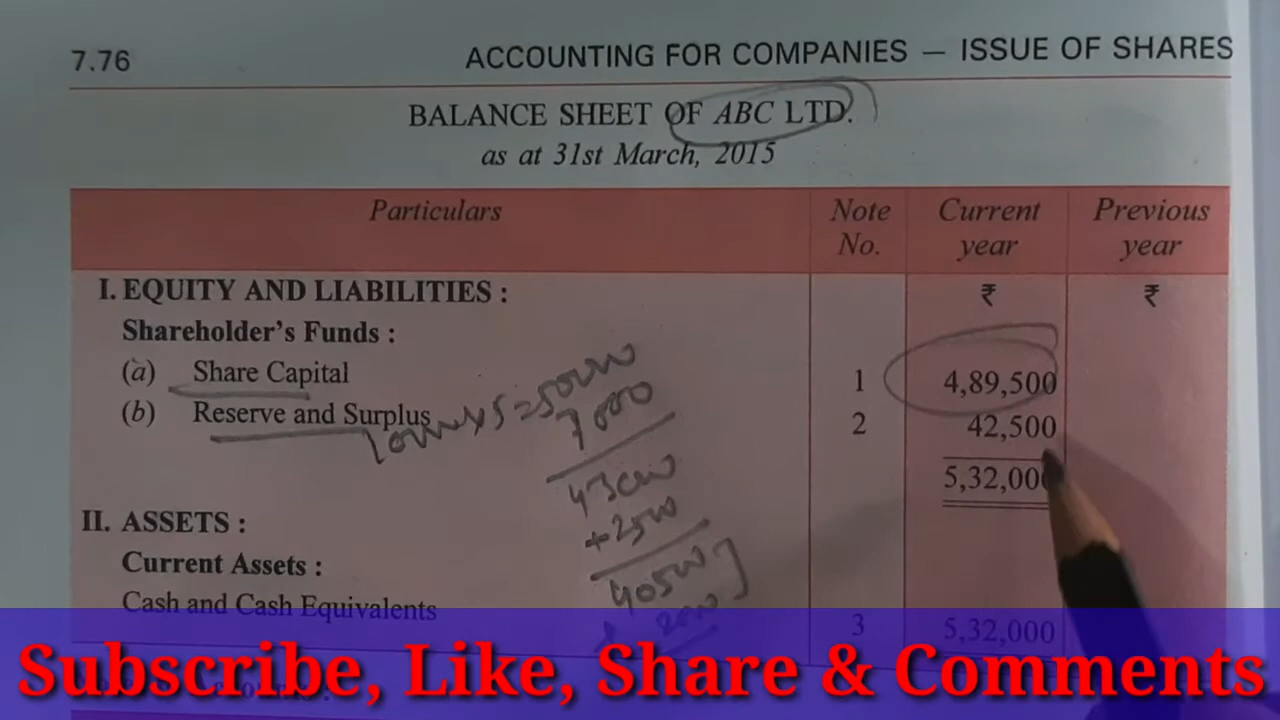 7.76 ACCOUNTING FOR COMPANIES — ISSUE OF SHARES
BALANCE SHEET OF ABC LTD.
as at 31st March, 2015
Particulars Note No. Current year Previous year
I. EQUITY AND LIABILITIES : ₹ ₹
Shareholder's Funds :
(a) Share Capital 1 4,89,500
(b) Reserve and Surplus 2 42,500
5,32,000
7000
II. ASSETS :
Current Assets :
Cash and Cash Equivalents 3 5,32,000
Subscribe, Like, Share & Comments